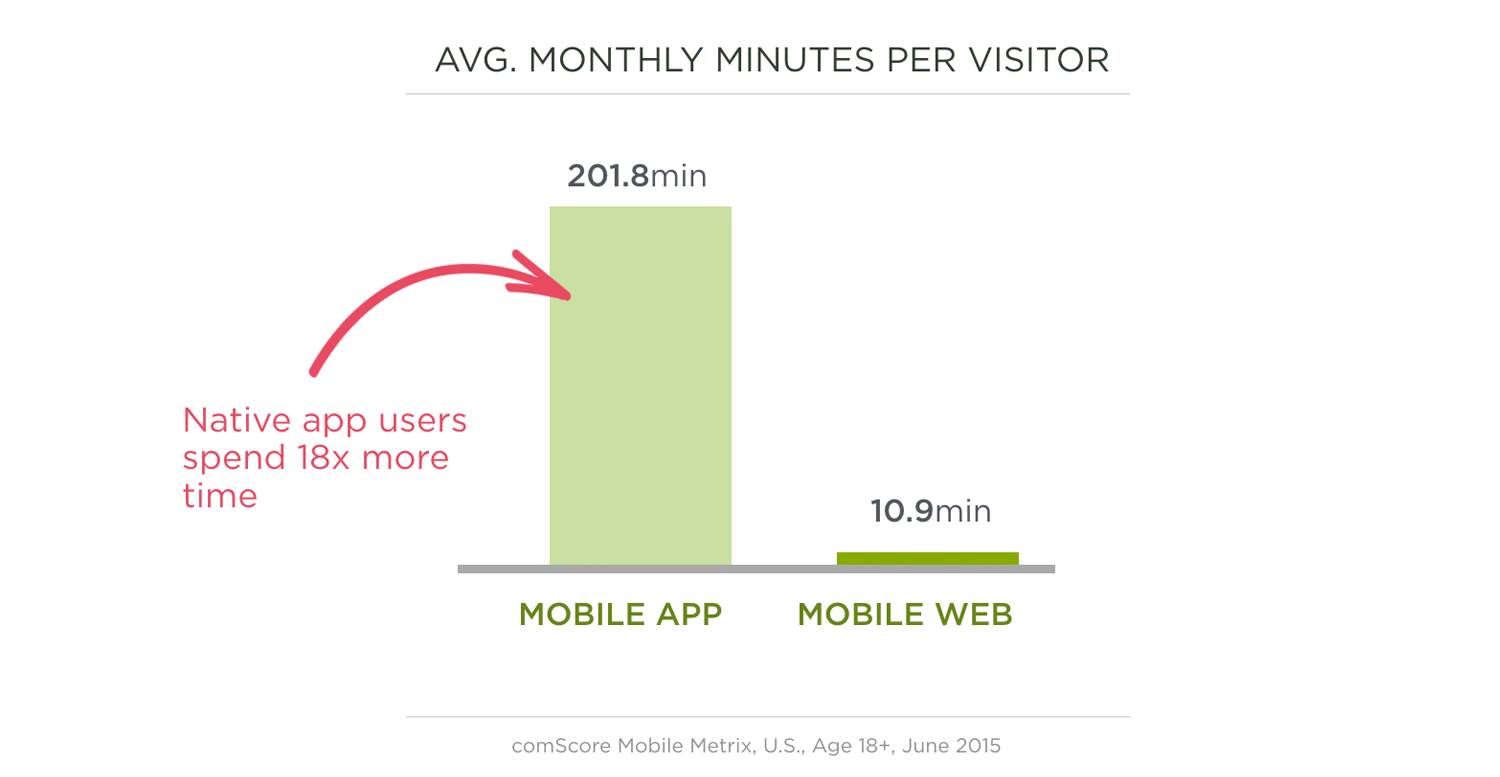 AVG. MONTHLY MINUTES PER VISITOR
201.8min
Native app users
spend 18x more
time
10.9min
MOBILE APP
MOBILE WEB
comScore Mobile Metrix, U.S., Age 18+, June 2015